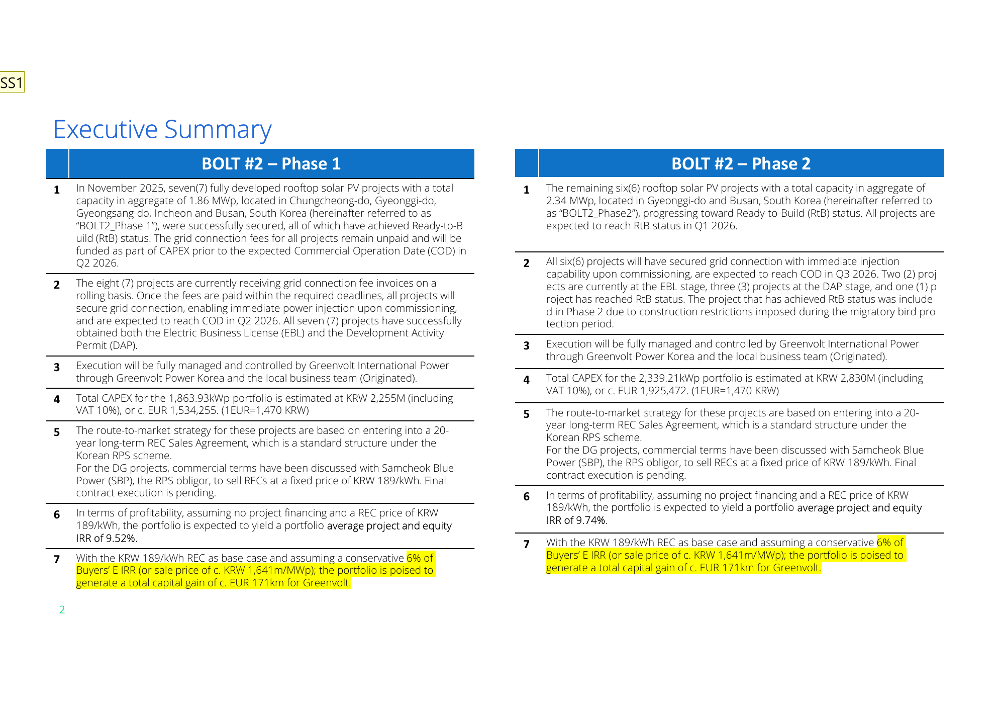 SS1
Executive Summary
BOLT #2 – Phase 1
1
In November 2025, seven(7) fully developed rooftop solar PV projects with a total
capacity in aggregate of 1.86 MWp, located in Chungcheong-do, Gyeonggi-do,
Gyeongsang-do, Incheon and Busan, South Korea (hereinafter referred to as
“BOLT2_Phase 1”), were successfully secured, all of which have achieved Ready-to-B
uild (RtB) status. The grid connection fees for all projects remain unpaid and will be
funded as part of CAPEX prior to the expected Commercial Operation Date (COD) in
Q2 2026.
2
The eight (7) projects are currently receiving grid connection fee invoices on a
rolling basis. Once the fees are paid within the required deadlines, all projects will
secure grid connection, enabling immediate power injection upon commissioning,
and are expected to reach COD in Q2 2026. All seven (7) projects have successfully
obtained both the Electric Business License (EBL) and the Development Activity
Permit (DAP).
3
Execution will be fully managed and controlled by Greenvolt International Power
through Greenvolt Power Korea and the local business team (Originated).
4
Total CAPEX for the 1,863.93kWp portfolio is estimated at KRW 2,255M (including
VAT 10%), or c. EUR 1,534,255. (1EUR=1,470 KRW)
5
The route-to-market strategy for these projects are based on entering into a 20-
year long-term REC Sales Agreement, which is a standard structure under the
Korean RPS scheme.
For the DG projects, commercial terms have been discussed with Samcheok Blue
Power (SBP), the RPS obligor, to sell RECs at a fixed price of KRW 189/kWh. Final
contract execution is pending.
6
In terms of profitability, assuming no project financing and a REC price of KRW
189/kWh, the portfolio is expected to yield a portfolio average project and equity
IRR of 9.52%.
7
With the KRW 189/kWh REC as base case and assuming a conservative 6% of
Buyers’ E IRR (or sale price of c. KRW 1,641m/MWp); the portfolio is poised to
generate a total capital gain of c. EUR 171km for Greenvolt.
BOLT #2 – Phase 2
1
The remaining six(6) rooftop solar PV projects with a total capacity in aggregate of
2.34 MWp, located in Gyeonggi-do and Busan, South Korea (hereinafter referred to
as “BOLT2_Phase2”), progressing toward Ready-to-Build (RtB) status. All projects are
expected to reach RtB status in Q1 2026.
2
All six(6) projects will have secured grid connection with immediate injection
capability upon commissioning, are expected to reach COD in Q3 2026. Two (2) proj
ects are currently at the EBL stage, three (3) projects at the DAP stage, and one (1) p
roject has reached RtB status. The project that has achieved RtB status was include
d in Phase 2 due to construction restrictions imposed during the migratory bird pro
tection period.
3
Execution will be fully managed and controlled by Greenvolt International Power
through Greenvolt Power Korea and the local business team (Originated).
4
Total CAPEX for the 2,339.21kWp portfolio is estimated at KRW 2,830M (including
VAT 10%), or c. EUR 1,925,472. (1EUR=1,470 KRW)
5
The route-to-market strategy for these projects are based on entering into a 20-
year long-term REC Sales Agreement, which is a standard structure under the
Korean RPS scheme.
For the DG projects, commercial terms have been discussed with Samcheok Blue
Power (SBP), the RPS obligor, to sell RECs at a fixed price of KRW 189/kWh. Final
contract execution is pending.
6
In terms of profitability, assuming no project financing and a REC price of KRW
189/kWh, the portfolio is expected to yield a portfolio average project and equity
IRR of 9.74%.
7
With the KRW 189/kWh REC as base case and assuming a conservative 6% of
Buyers’ E IRR (or sale price of c. KRW 1,641m/MWp); the portfolio is poised to
generate a total capital gain of c. EUR 171km for Greenvolt.
2